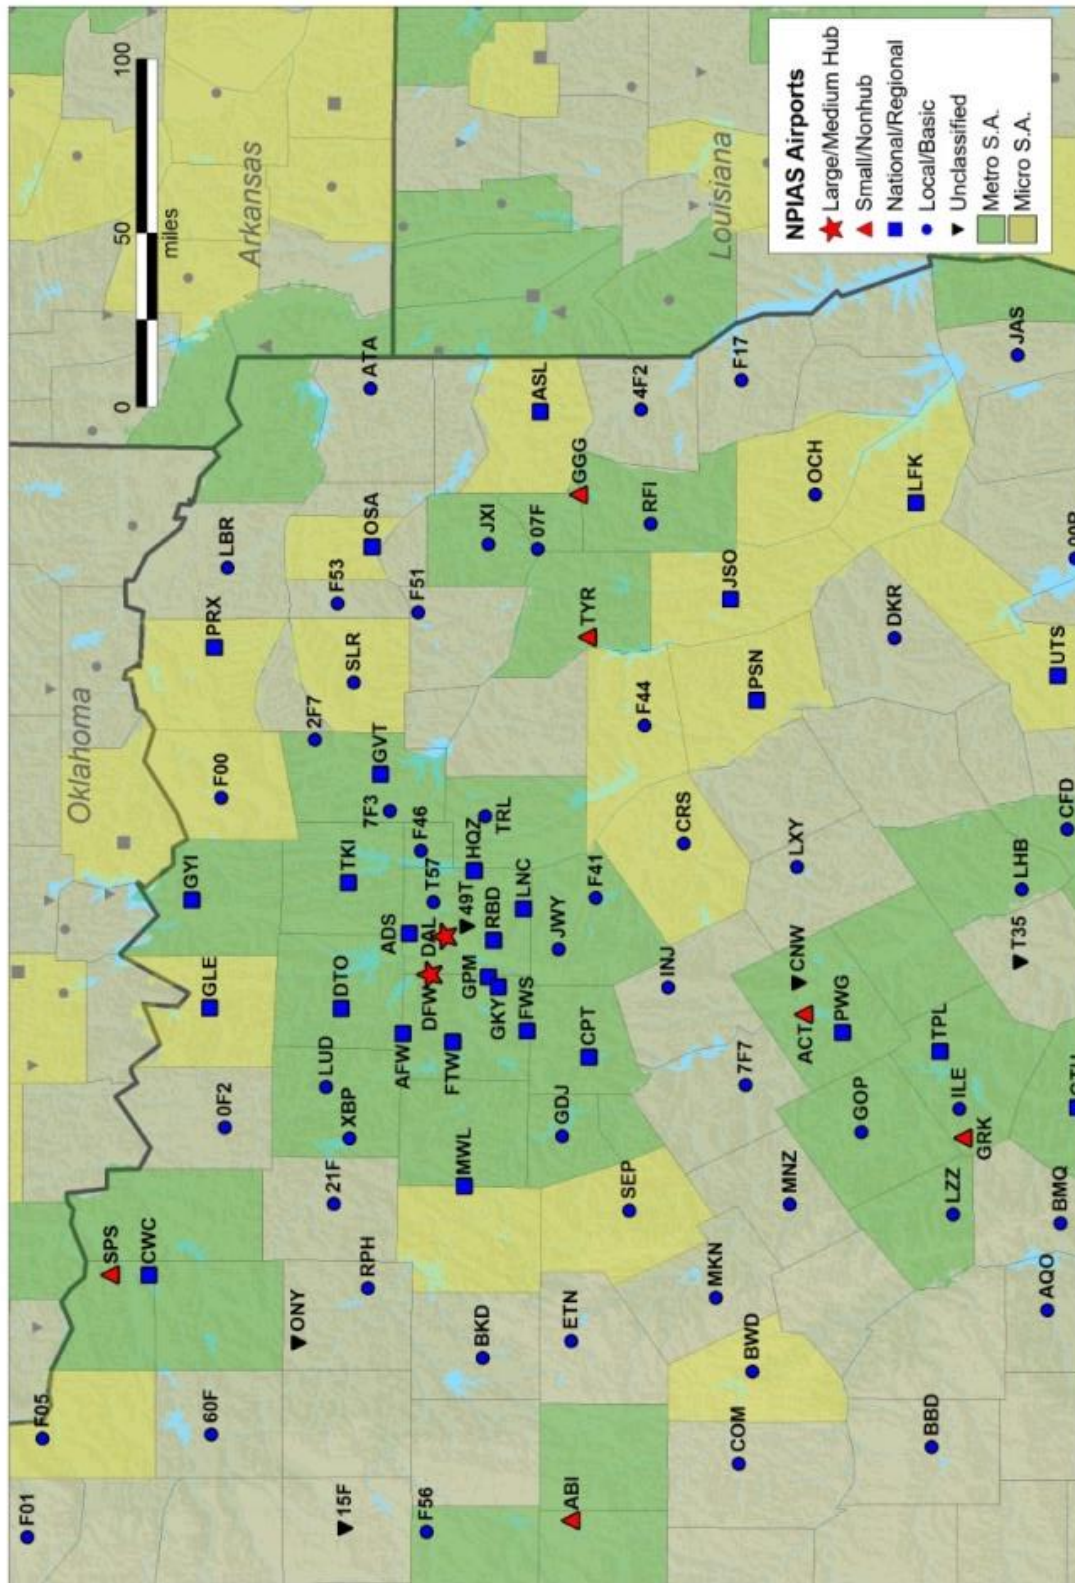 F01
F05
Oklahoma
SPS
0
50
100
CWC
miles
GYI
60F
0F2
GLE
F00
PRX
LBR
Arkansas
ONY
LUD
2F7
21F
DTO
15F
XBP
TKI
SLR
F53
RPH
GVT
OSA
ATA
7F3
ADS
AFW
F46
F51
F56
DFW
T57
DAL
FTW
MWL
49T
HQZ
GPM
BKD
RBD
TRL
JXI
GKY
FWS
LNC
07F
ASL
GDJ
JWY
ETN
ABI
GGG
CPT
F41
TYR
SEP
F44
4F2
RFI
INJ
CRS
MKN
Louisiana
JSO
COM
BWD
7F7
PSN
F17
MNZ
CNW
LXY
ACT
OCH
PWG
GOP
DKR
LFK
BBD
TPL
LZZ
ILE
GRK
T35
LHB
JAS
AQO
BMQ
UTS
CFD
NPIAS Airports
Large/Medium Hub
Small/Nonhub
National/Regional
Local/Basic
Unclassified
Metro S.A.
Micro S.A.